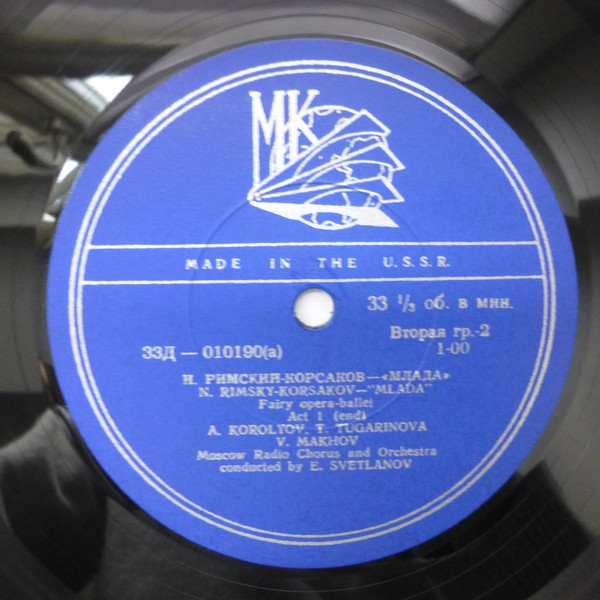 МК
MADE IN THE U.S.S.R.
33 1/3 об. в мин.
Вторая гр.-2
33Д — 010190(а)
1-00
Н. РИМСКИЙ-КОРСАКОВ—«МЛАДА»
N. RIMSKY-KORSAKOV—"MLADA"
Fairy opera-ballet
Act 1 (end)
A. KOROLYOV, T. TUGARINOVA
V. MAKHOV
Moscow Radio Chorus and Orchestra
conducted by E. SVETLANOV